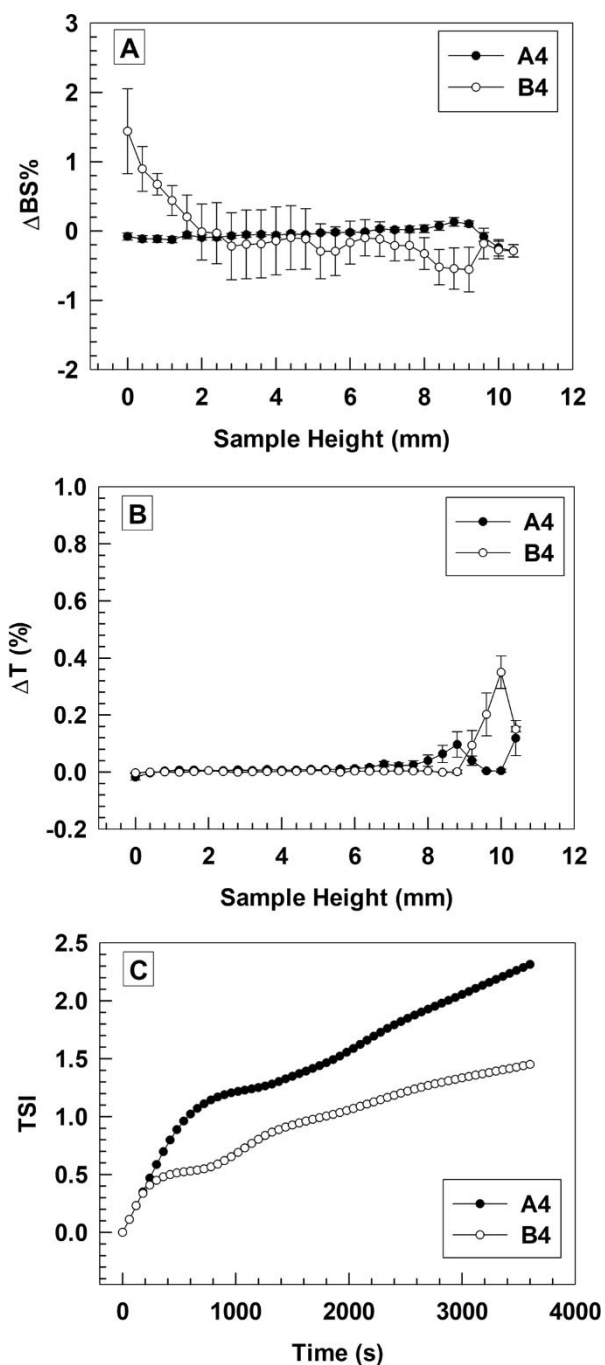 A
A4
B4
3
2
1
0
-1
-2
ΔBS%
0 2 4 6 8 10 12
Sample Height (mm)
B
A4
B4
1.0
0.8
0.6
0.4
0.2
0.0
-0.2
ΔT (%)
0 2 4 6 8 10 12
Sample Height (mm)
C
2.5
2.0
1.5
1.0
0.5
0.0
TSI
A4
B4
0 1000 2000 3000 4000
Time (s)